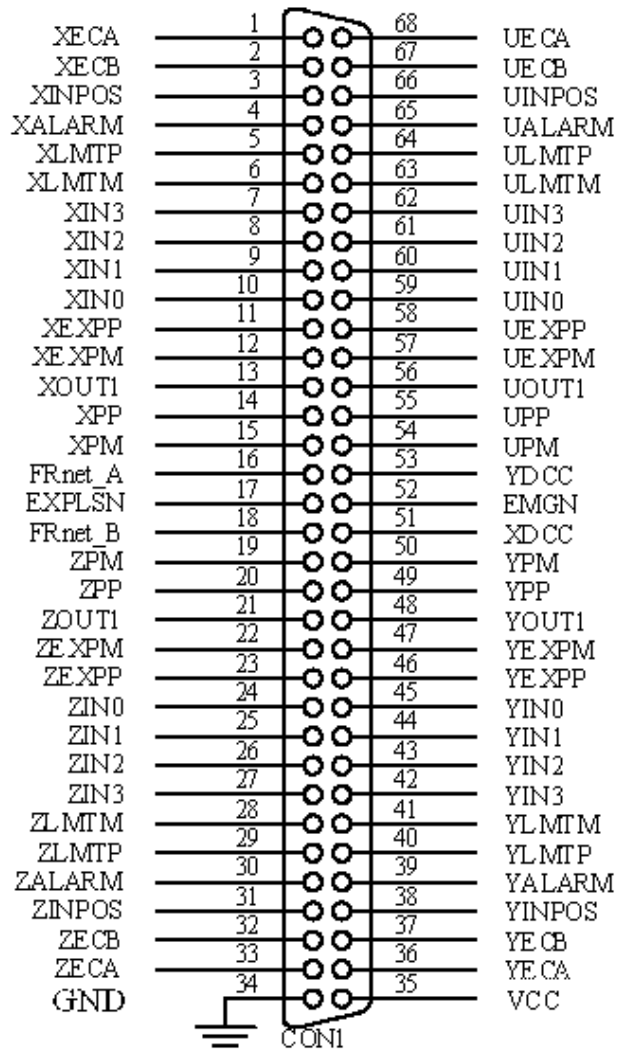 XECA 1 68 UECA
XECB 2 67 UECB
XINPOS 3 66 UINPOS
XALARM 4 65 UALARM
XLMTP 5 64 ULMTP
XLMTM 6 63 ULMTM
XIN3 7 62 UIN3
XIN2 8 61 UIN2
XIN1 9 60 UIN1
XIN0 10 59 UIN0
XEXPP 11 58 UEXPP
XEXPM 12 57 UEXPM
XOUT1 13 56 UOUT1
XPP 14 55 UPP
XPM 15 54 UPM
FRnet_A 16 53 YDCC
EXPLSN 17 52 EMGN
FRnet_B 18 51 XDCC
ZPM 19 50 YPM
ZPP 20 49 YPP
ZOUT1 21 48 YOUT1
ZEXPM 22 47 YEXPM
ZEXPP 23 46 YEXPP
ZIN0 24 45 YIN0
ZIN1 25 44 YIN1
ZIN2 26 43 YIN2
ZIN3 27 42 YIN3
ZLMTM 28 41 YLMTM
ZLMTP 29 40 YLMTP
ZALARM 30 39 YALARM
ZINPOS 31 38 YINPOS
ZECB 32 37 YECB
ZECA 33 36 YECA
GND 34 35 VCC
CON1